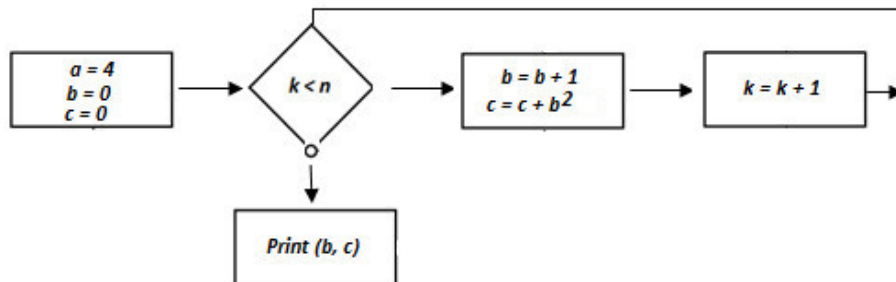 a = 4
b = 0
c = 0
k < n
b = b + 1
c = c + b²
k = k + 1
Print (b, c)